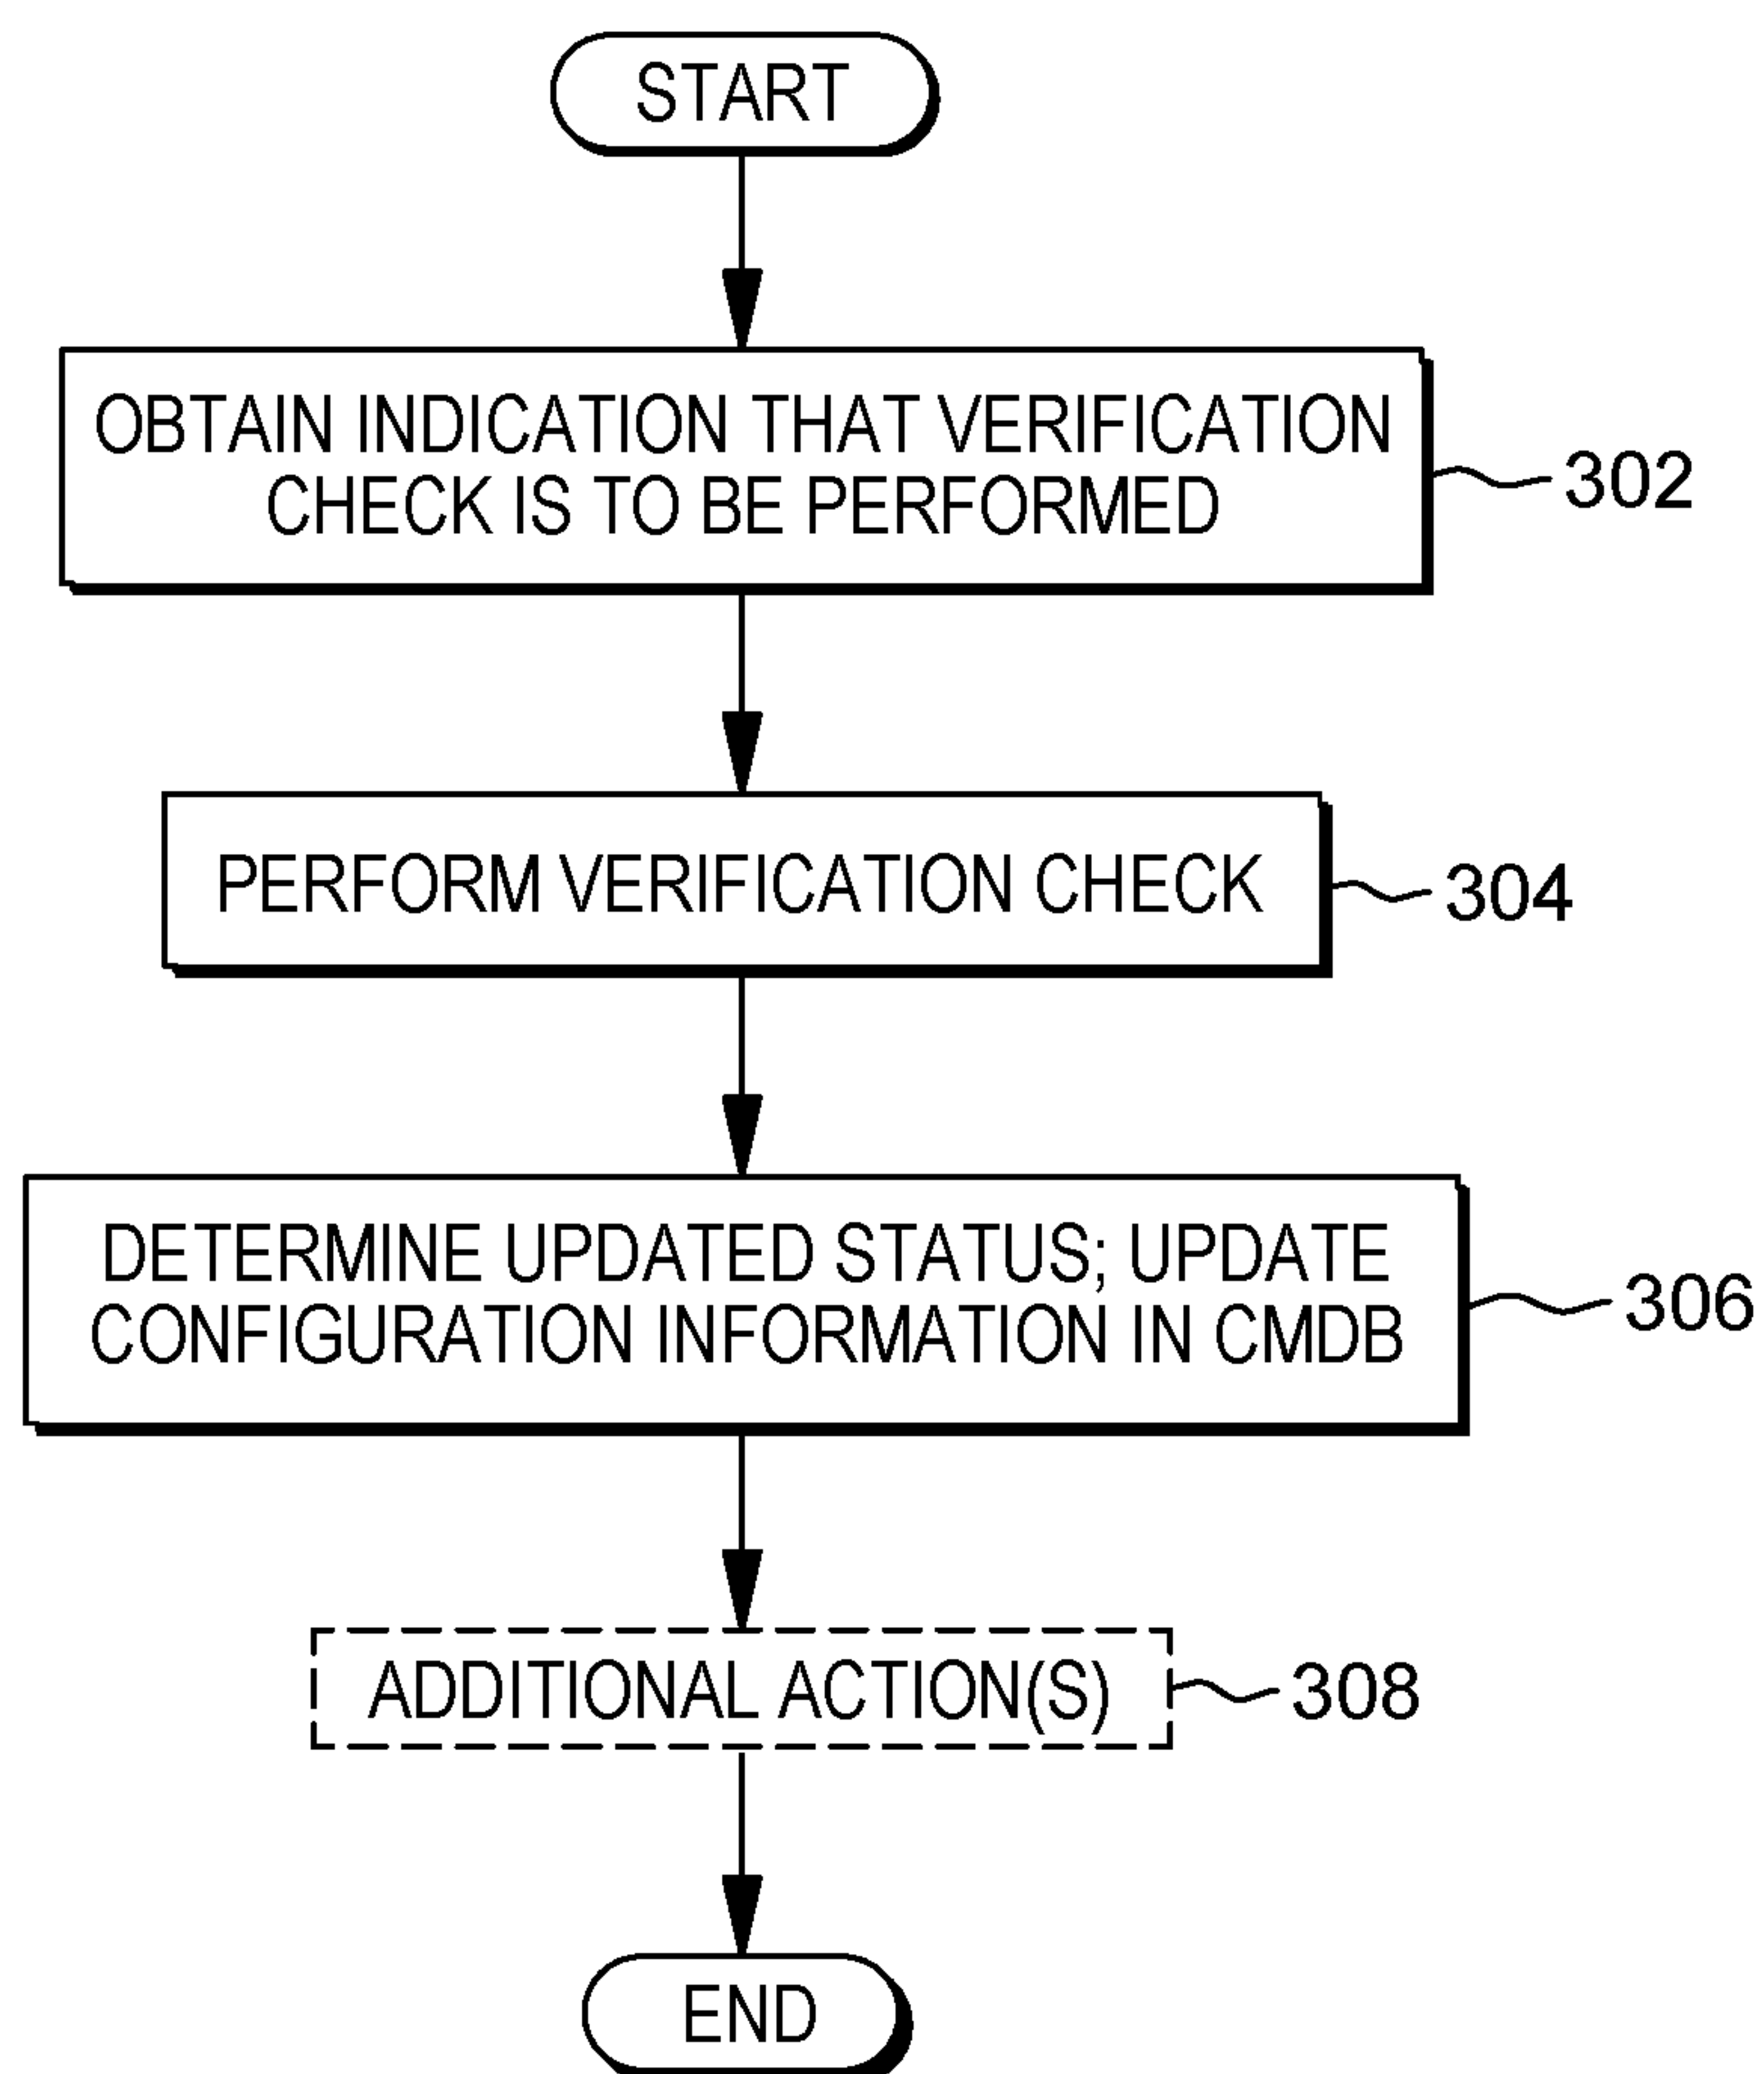 START
OBTAIN INDICATION THAT VERIFICATION
CHECK IS TO BE PERFORMED
302
PERFORM VERIFICATION CHECK
304
DETERMINE UPDATED STATUS; UPDATE
CONFIGURATION INFORMATION IN CMDB
306
ADDITIONAL ACTION(S)
308
END